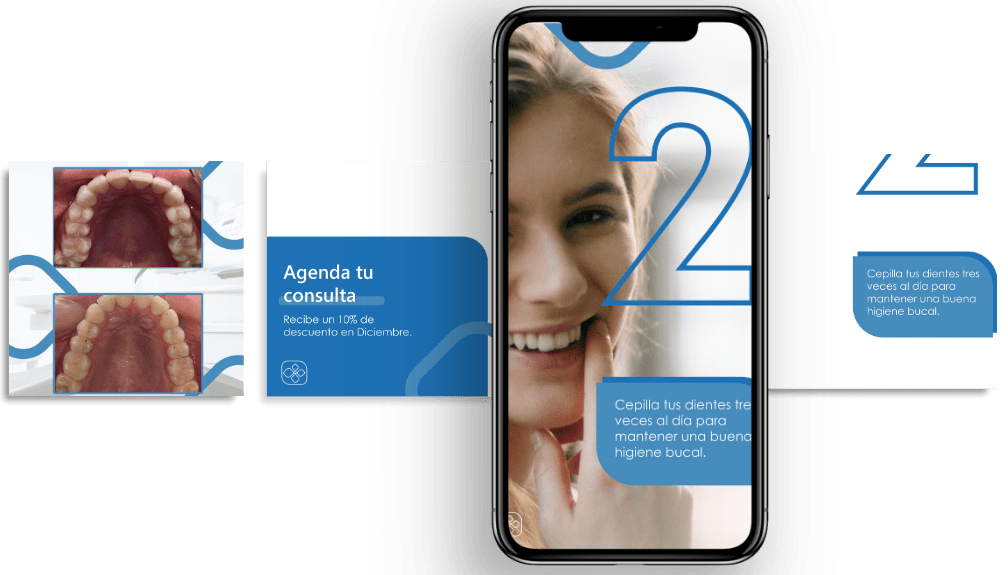 Agenda tu
consulta
Recibe un 10% de
descuento en Diciembre.
2
Cepilla tus dientes tre
veces al día para
mantener una buena
higiene bucal.
Cepilla tus dientes tres
veces al día para
mantener una buena
higiene bucal.